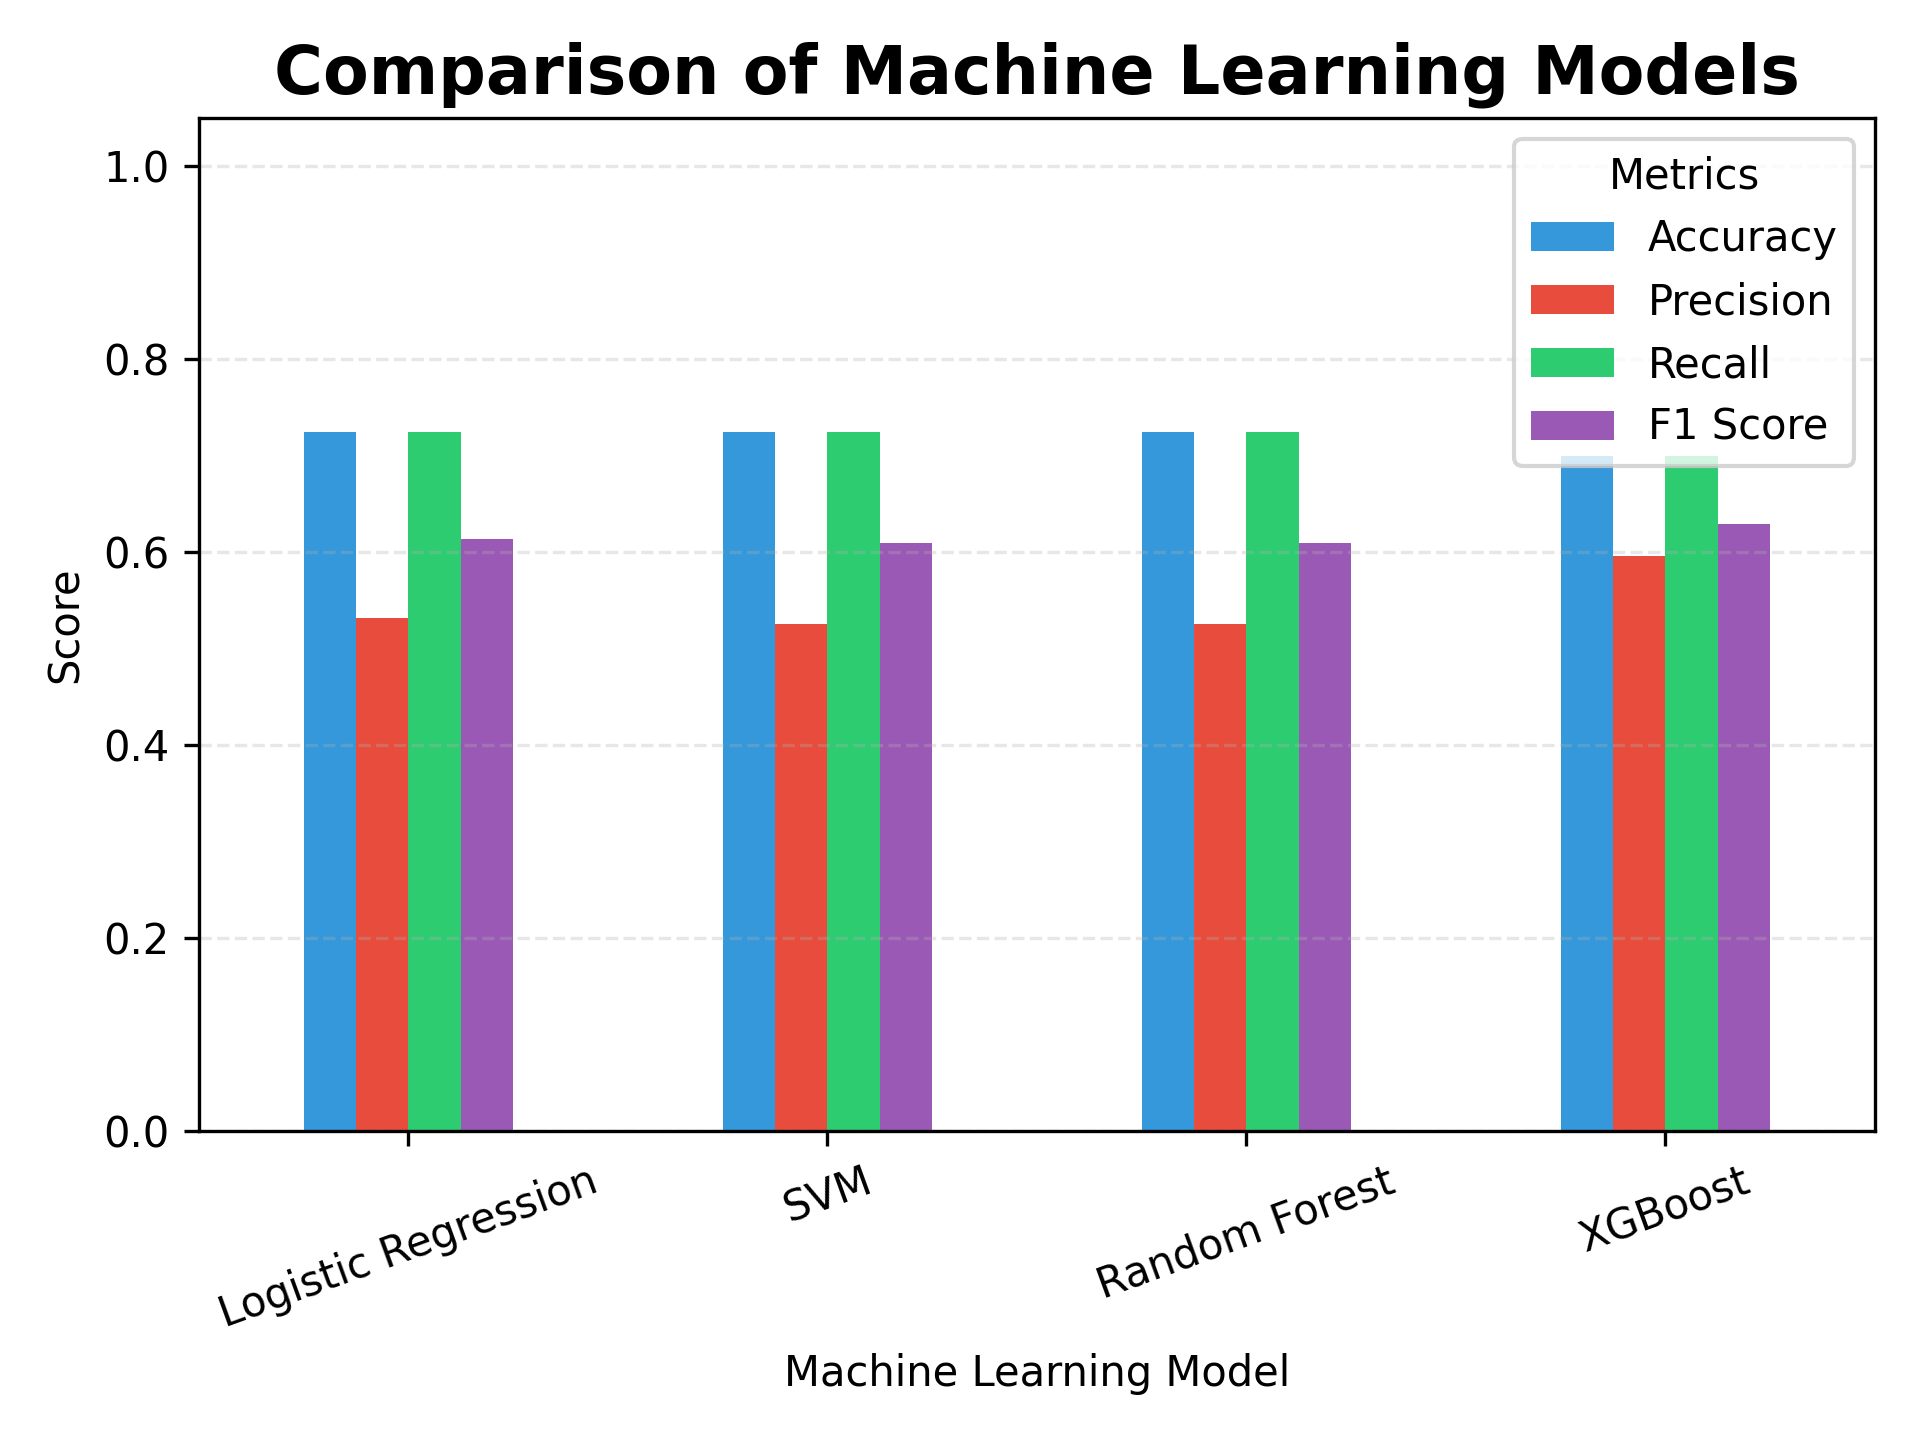 Comparison of Machine Learning Models
Metrics
Accuracy
Precision
Recall
F1 Score
1.0
0.8
0.6
0.4
0.2
0.0
Score
Logistic Regression
SVM
Random Forest
XGBoost
Machine Learning Model